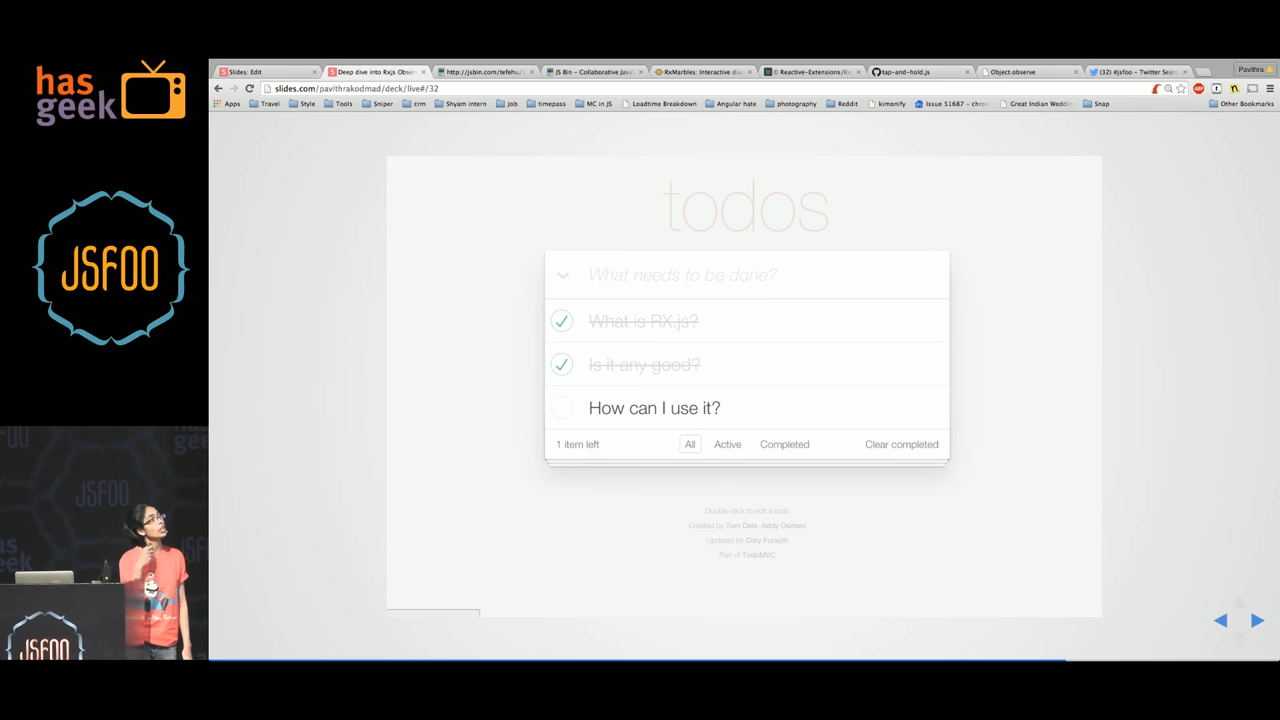 has
geek
JSFOO
Slides: Edit
Deep dive into Rxjs Obser
http://jsbin.com/tefehu/
JS Bin - Collaborative Java
RxMarbles: Interactive dia
Reactive-Extensions/Rx
tap-and-hold.js
Object.observe
(32) #jsfoo - Twitter Sear
Pavithra
slides.com/pavithrakodmad/deck/live#/32
Apps
Travel
Style
Tools
Sniper
crm
Shyam intern
Job
timepass
MC in JS
Loadtime Breakdown
Angular hate
photography
Reddit
kimonify
Issue 51687 - chro
Great Indian Weddi
Snap
Other Bookmarks
todos
What needs to be done?
What is RX.js?
Is it any good?
How can I use it?
1 item left
All
Active
Completed
Clear completed
Double-click to edit a todo
Created by Tom Dale, Addy Osmani
Updated by Cory Forsyth
Part of TodoMVC
JSFOO
JSFOO